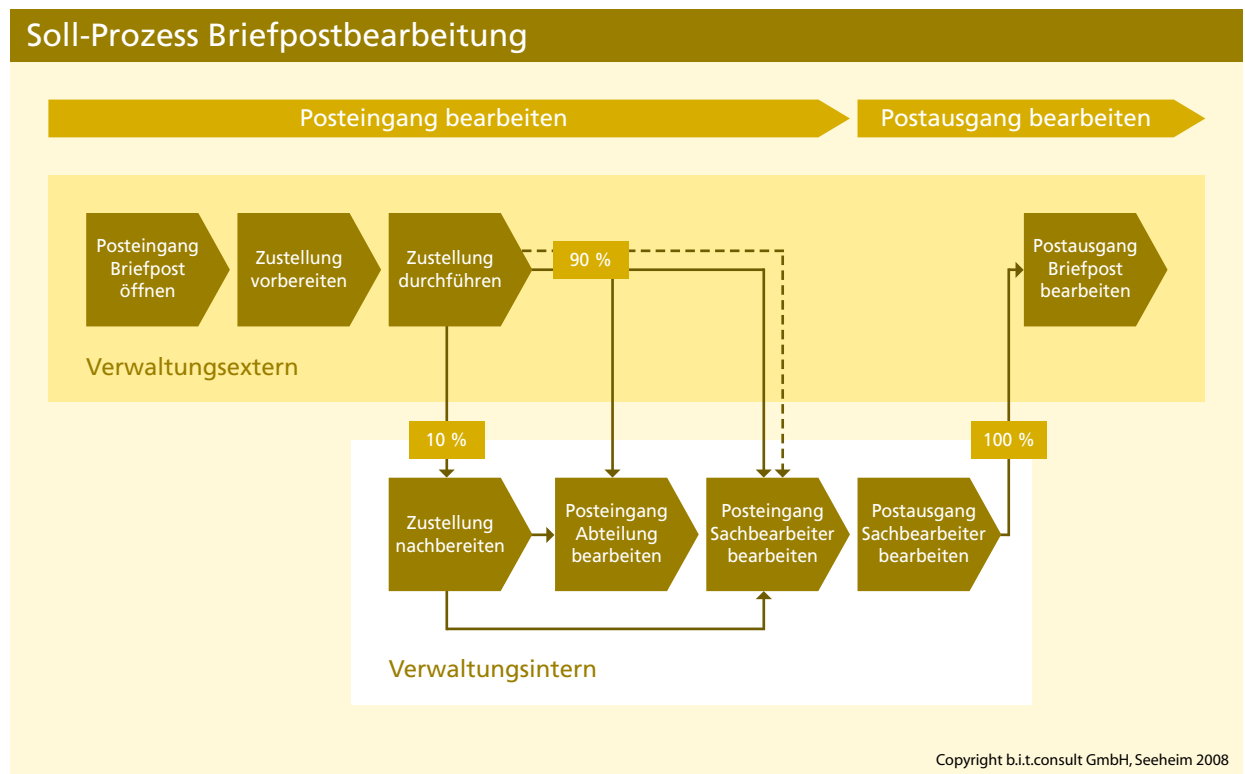 Soll-Prozess Briefpostbearbeitung
Posteingang bearbeiten
Postausgang bearbeiten
Posteingang
Briefpost
öffnen
Zustellung
vorbereiten
Zustellung
durchführen
90 %
Postausgang
Briefpost
bearbeiten
Verwaltungsextern
10 %
100 %
Zustellung
nachbereiten
Posteingang
Abteilung
bearbeiten
Posteingang
Sachbearbeiter
bearbeiten
Postausgang
Sachbearbeiter
bearbeiten
Verwaltungsintern
Copyright b.i.t.consult GmbH, Seeheim 2008